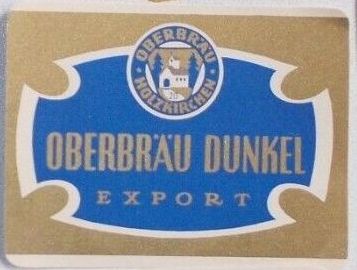 OBERBRÄU
HOLZKIRCHEN
OBERBRÄU DUNKEL
EXPORT